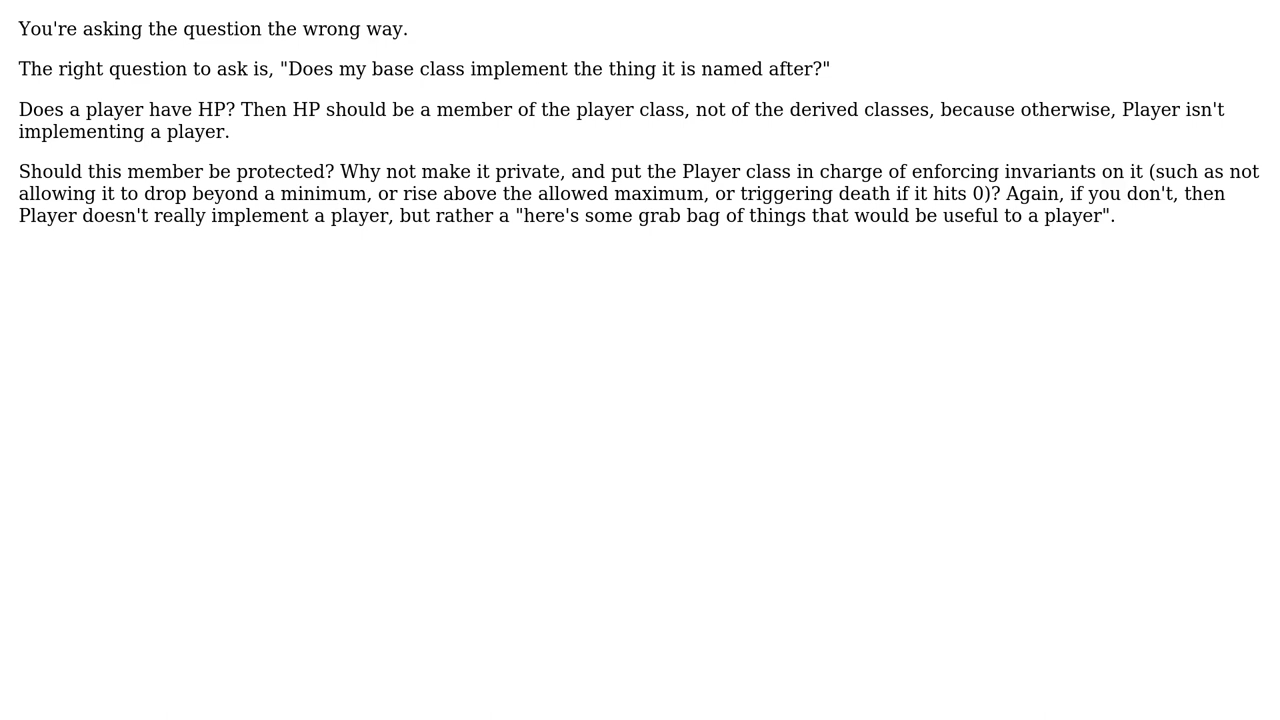 You're asking the question the wrong way.
The right question to ask is, "Does my base class implement the thing it is named after?"
Does a player have HP? Then HP should be a member of the player class, not of the derived classes, because otherwise, Player isn't
implementing a player.
Should this member be protected? Why not make it private, and put the Player class in charge of enforcing invariants on it (such as not
allowing it to drop beyond a minimum, or rise above the allowed maximum, or triggering death if it hits 0)? Again, if you don't, then
Player doesn't really implement a player, but rather a "here's some grab bag of things that would be useful to a player".